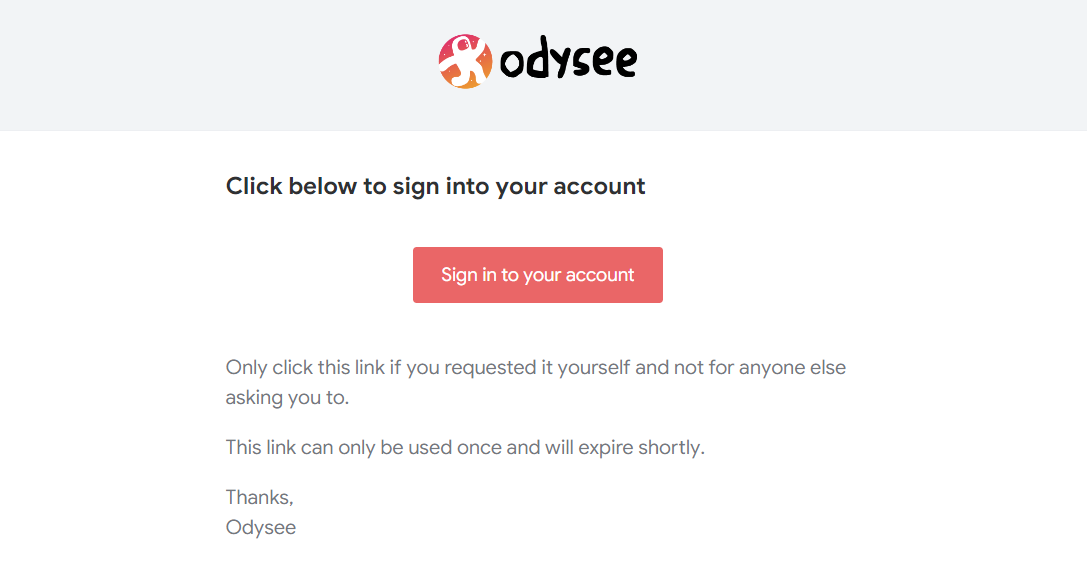 odysee
Click below to sign into your account
Sign in to your account
Only click this link if you requested it yourself and not for anyone else
asking you to.
This link can only be used once and will expire shortly.
Thanks,
Odysee